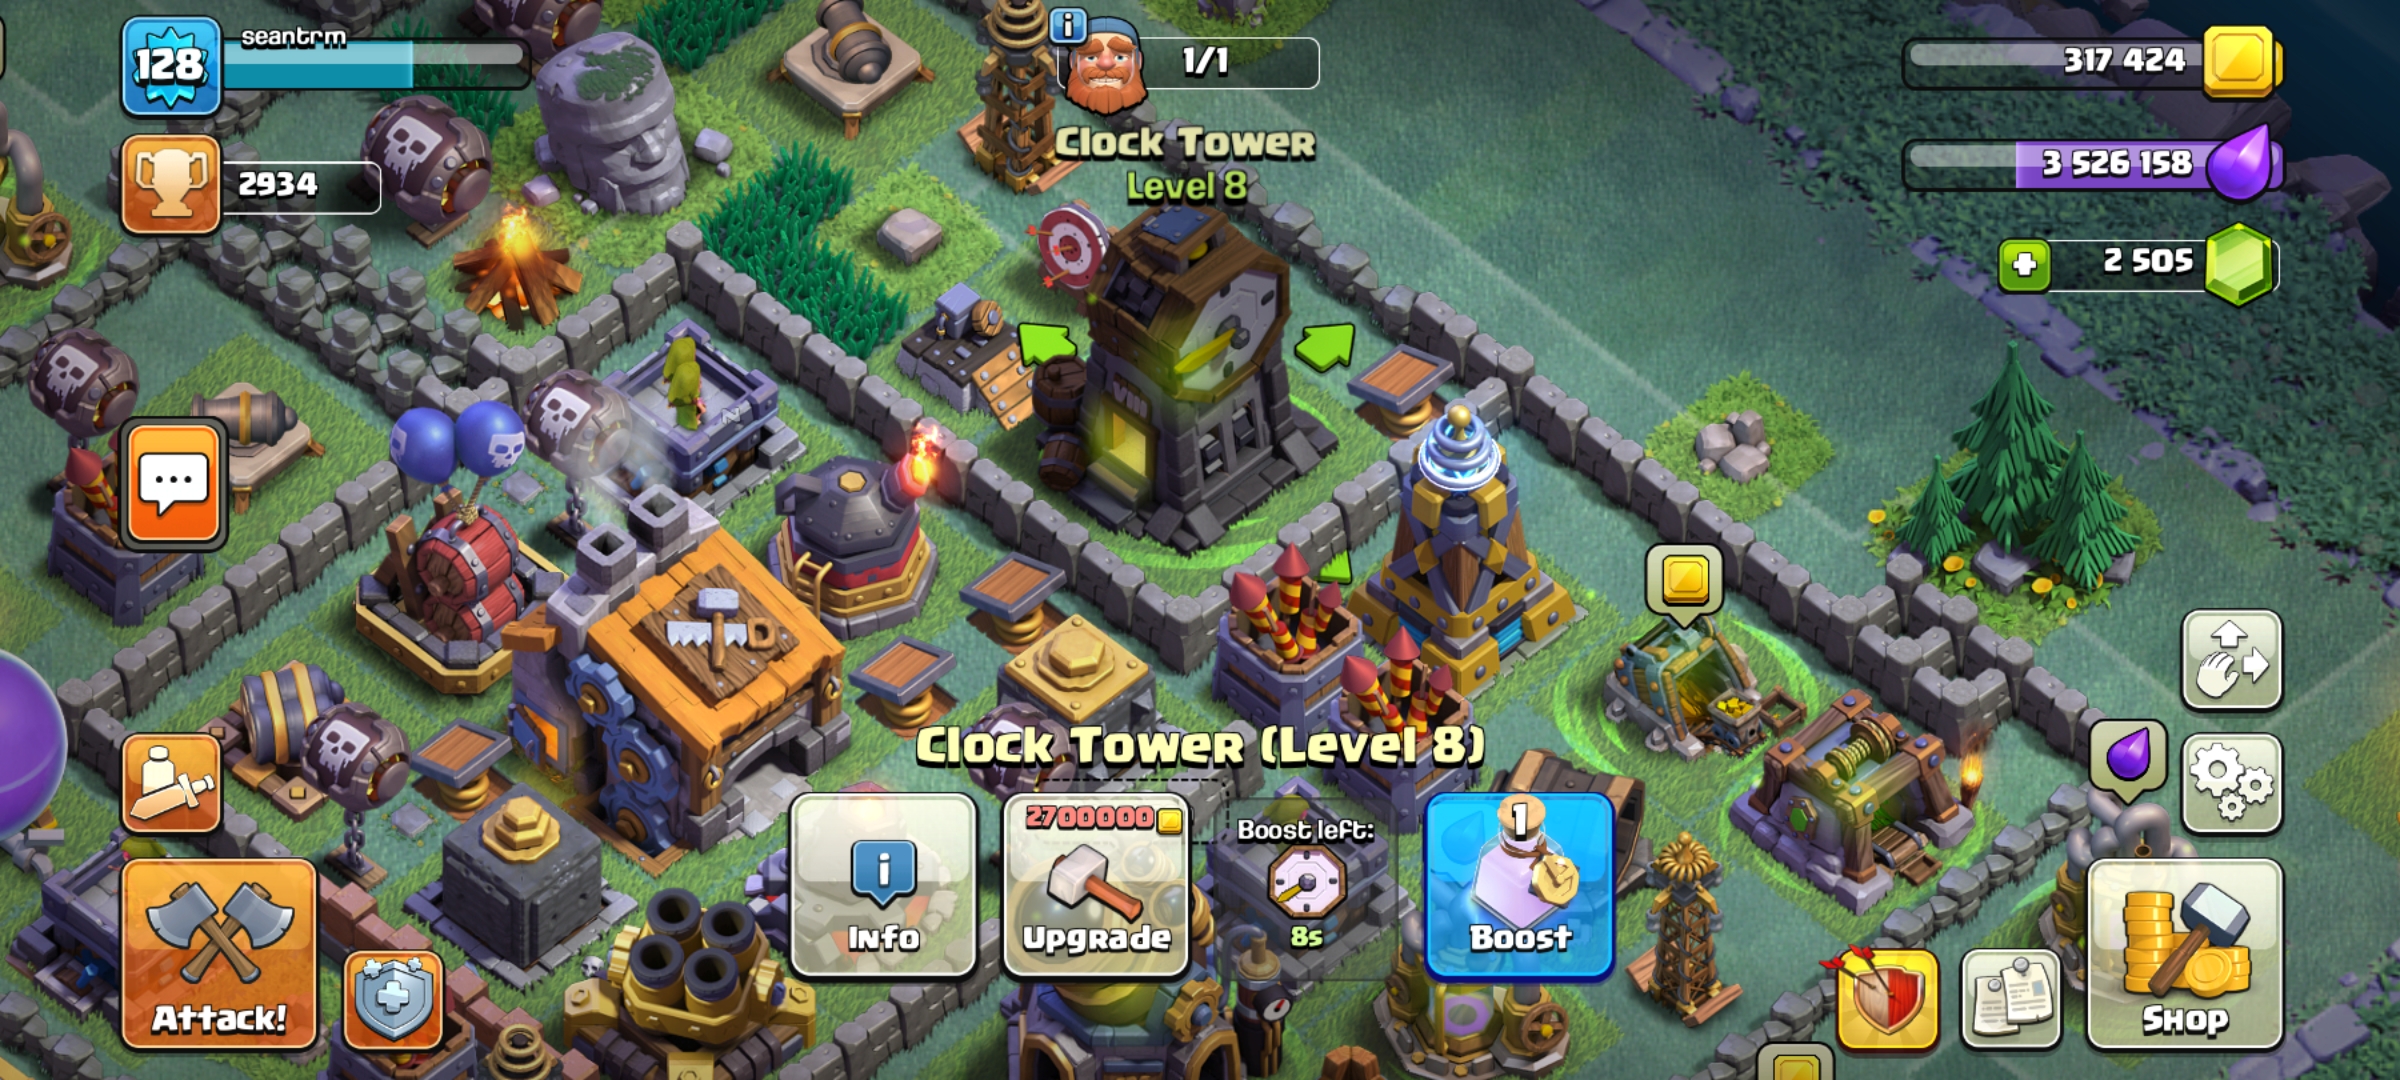 128
seantrm
1/1
317 424
Clock Tower
Level 8
3 526 158
2934
2 505
VIII
Clock Tower (Level 8)
Info
2700000
Upgrade
Boost left:
8s
1
Boost
Attack!
Shop